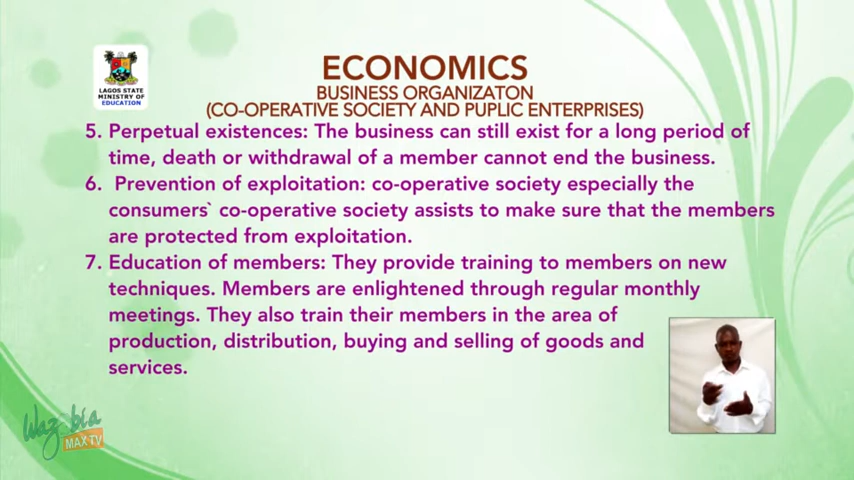 LAGOS STATE
MINISTRY OF
EDUCATION
ECONOMICS
BUSINESS ORGANIZATON
(CO-OPERATIVE SOCIETY AND PUPLIC ENTERPRISES)
5. Perpetual existences: The business can still exist for a long period of
time, death or withdrawal of a member cannot end the business.
6. Prevention of exploitation: co-operative society especially the
consumers` co-operative society assists to make sure that the members
are protected from exploitation.
7. Education of members: They provide training to members on new
techniques. Members are enlightened through regular monthly
meetings. They also train their members in the area of
production, distribution, buying and selling of goods and
services.
Wazobia
MAX TV